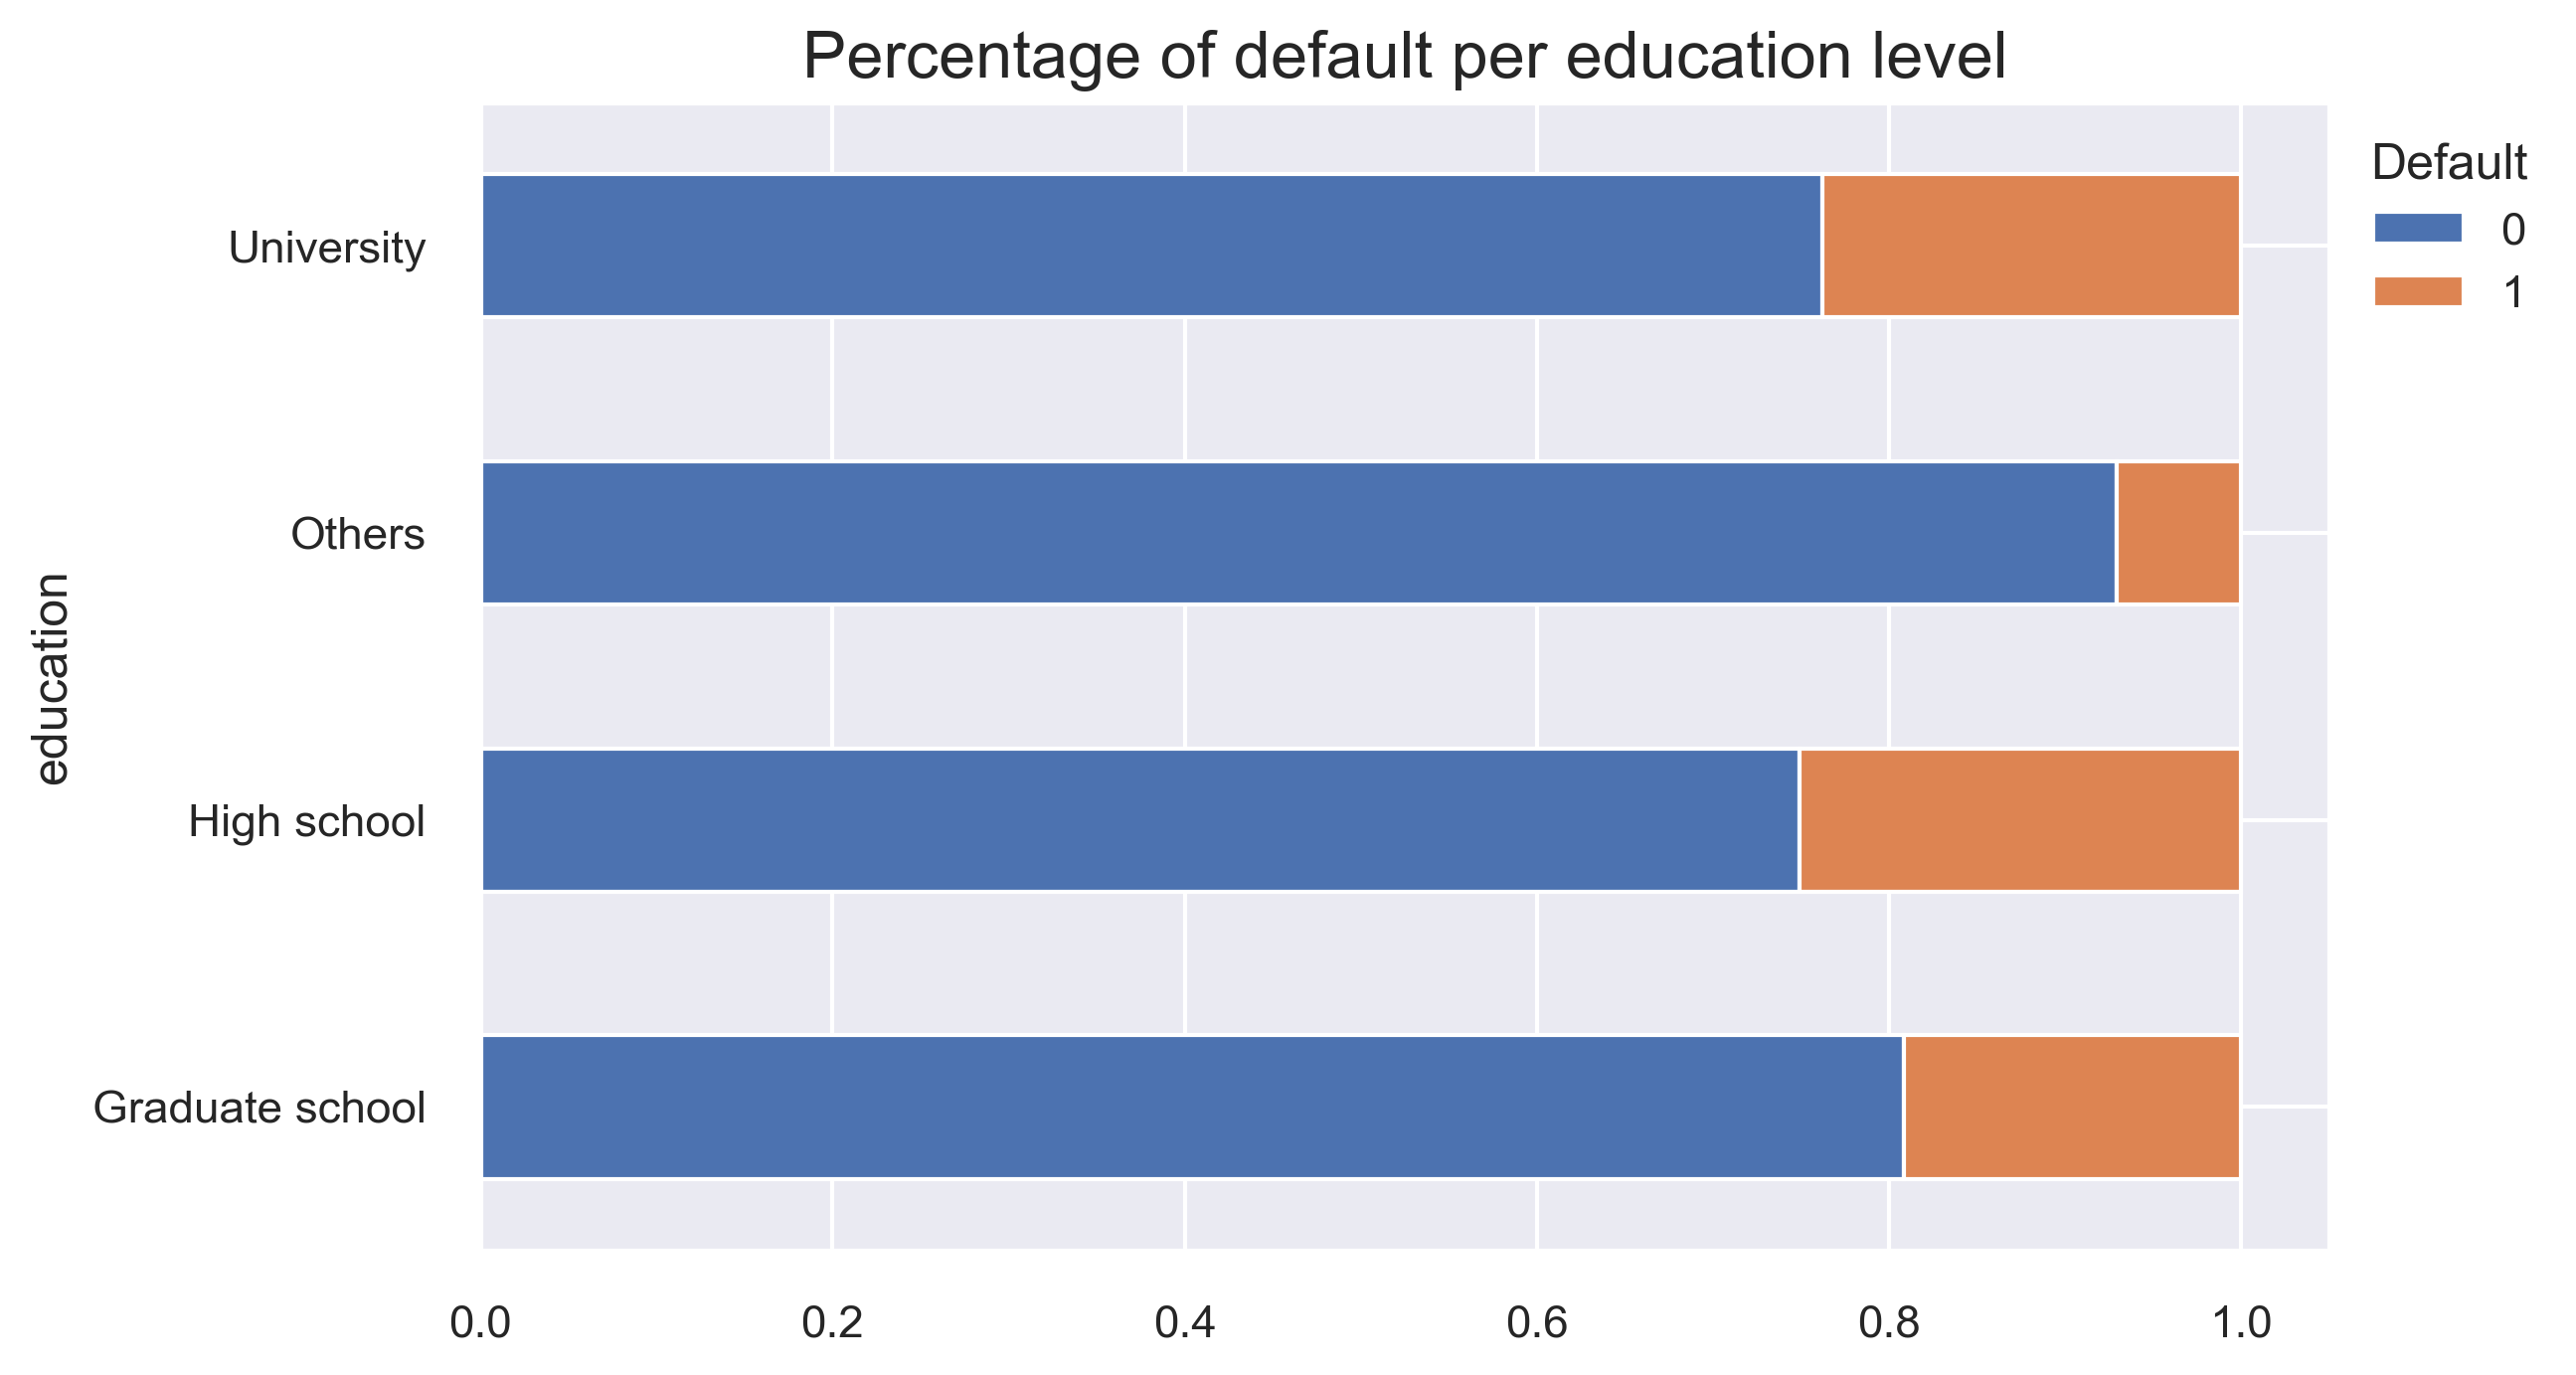 Percentage of default per education level
Default
0
1
University
Others
High school
Graduate school
education
0.0 0.2 0.4 0.6 0.8 1.0